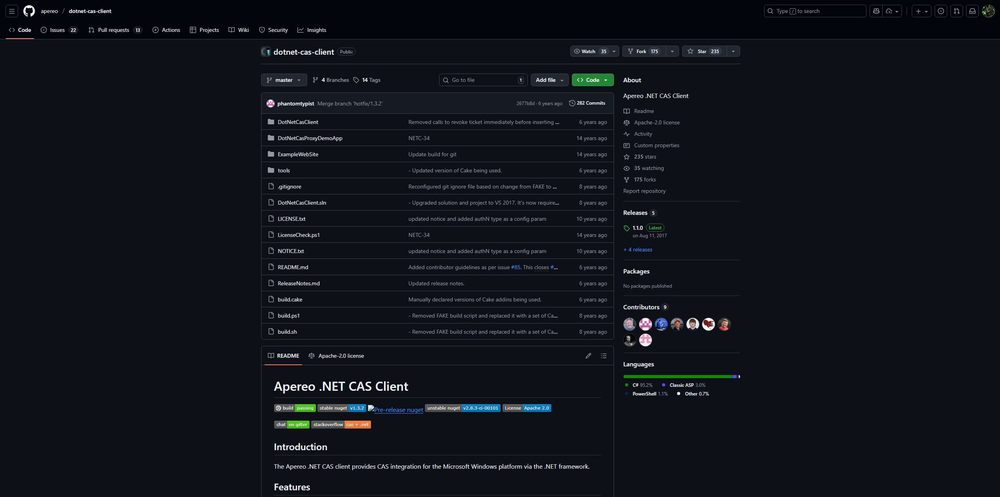 apereo / dotnet-cas-client
Type / to search
Code
Issues 22
Pull requests 13
Actions
Projects
Wiki
Security
Insights
dotnet-cas-client Public
Watch 35
Fork 175
Star 235
master
4 Branches
14 Tags
Go to file t
Add file
Code
phantomtypist Merge branch 'hotfix/1.3.2' 2677b8d · 6 years ago 282 Commits
DotNetCasClient Removed calls to revoke ticket immediately before inserting ... 6 years ago
DotNetCasProxyDemoApp NETC-34 14 years ago
ExampleWebSite Update build for git 14 years ago
tools - Updated version of Cake being used. 6 years ago
.gitignore Reconfigured git ignore file based on change from FAKE to ... 8 years ago
DotNetCasClient.sln - Upgraded solution and project to VS 2017. It's now require... 8 years ago
LICENSE.txt updated notice and added authN type as a config param 10 years ago
LicenseCheck.ps1 NETC-34 14 years ago
NOTICE.txt updated notice and added authN type as a config param 10 years ago
README.md Added contributor guidelines as per issue #85. This closes #... 6 years ago
ReleaseNotes.md Updated release notes. 6 years ago
build.cake Manually declared versions of Cake addins being used. 6 years ago
build.ps1 - Removed FAKE build script and replaced it with a set of Ca... 8 years ago
build.sh - Removed FAKE build script and replaced it with a set of Ca... 8 years ago
README
Apache-2.0 license
Apereo .NET CAS Client
build passing stable nuget v1.3.2 Pre-release nuget unstable nuget v2.8.3-ci-00101 License Apache 2.0
chat on gitter stackoverflow cas + .net
Introduction
The Apereo .NET CAS client provides CAS integration for the Microsoft Windows platform via the .NET framework.
Features
About
Apereo .NET CAS Client
Readme
Apache-2.0 license
Activity
Custom properties
235 stars
35 watching
175 forks
Report repository
Releases 5
1.1.0 Latest
on Aug 11, 2017
+ 4 releases
Packages
No packages published
Contributors 9
Languages
C# 95.2% Classic ASP 3.0%
PowerShell 1.1% Other 0.7%